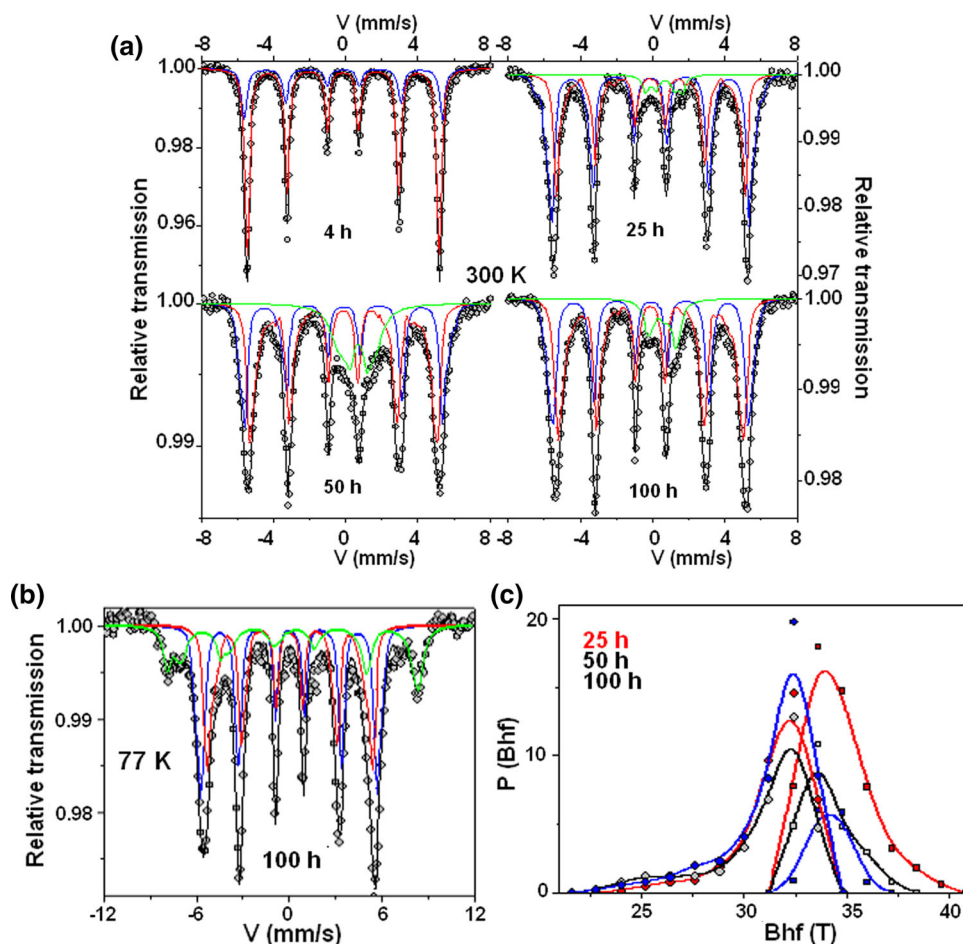 (a)
V (mm/s)
V (mm/s)
-8 -4 0 4 8
-8 -4 0 4 8
1.00
0.98
0.96
Relative transmission
4 h
1.00
0.99
0.98
0.97
Relative transmission
25 h
300 K
1.00
0.99
Relative transmission
50 h
1.00
0.99
0.98
100 h
-8 -4 0 4 8
-8 -4 0 4 8
V (mm/s)
V (mm/s)
(b)
1.00
0.99
0.98
Relative transmission
77 K
100 h
-12 -6 0 6 12
V (mm/s)
(c)
20
10
0
P (Bhf)
25 h
50 h
100 h
25 30 35 40
Bhf (T)